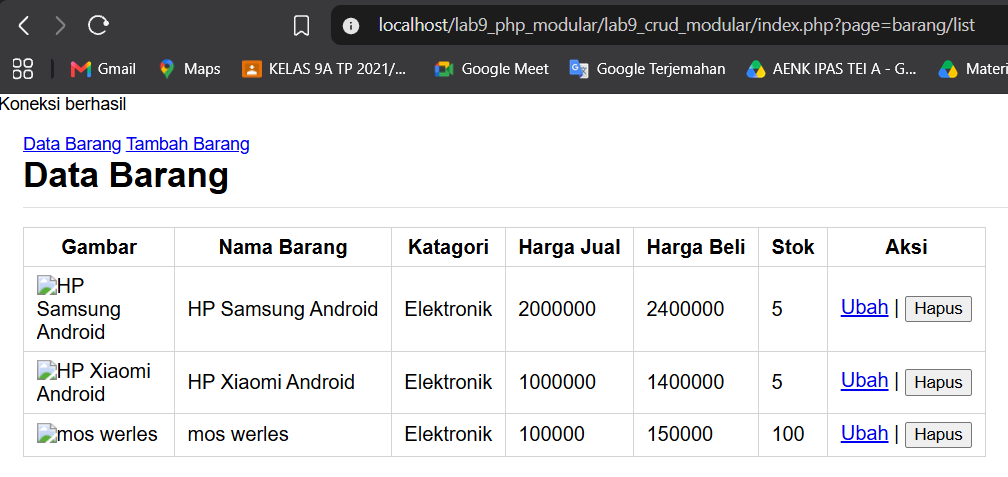 localhost/lab9_php_modular/lab9_crud_modular/index.php?page=barang/list
Gmail Maps KELAS 9A TP 2021/... Google Meet Google Terjemahan AENK IPAS TEI A - G... Materi
Koneksi berhasil
Data Barang Tambah Barang
Data Barang
Gambar Nama Barang Katagori Harga Jual Harga Beli Stok Aksi
HP Samsung Android HP Samsung Android Elektronik 2000000 2400000 5 Ubah | Hapus
HP Xiaomi Android HP Xiaomi Android Elektronik 1000000 1400000 5 Ubah | Hapus
mos werles mos werles Elektronik 100000 150000 100 Ubah | Hapus